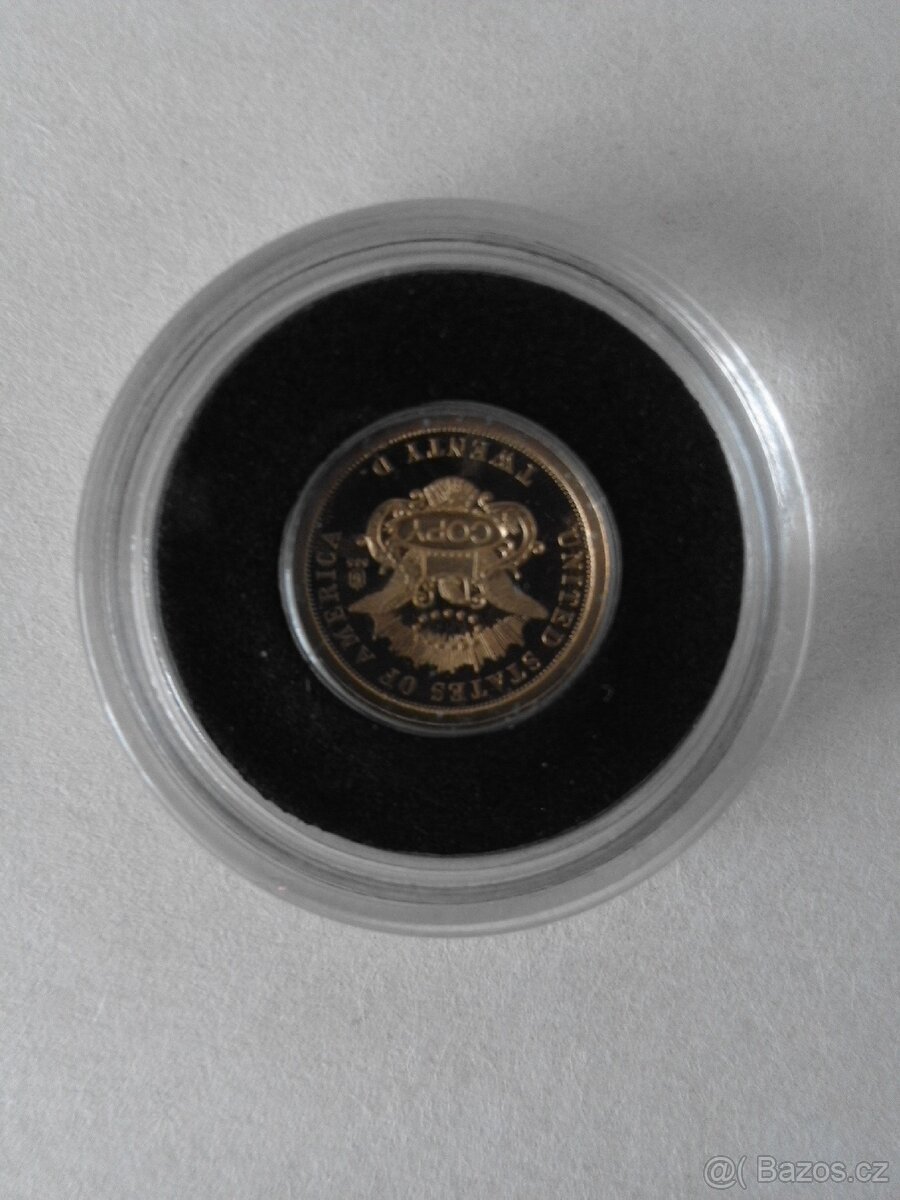 UNITED STATES OF AMERICA
COPY
TWENTY D.
@( Bazos.cz